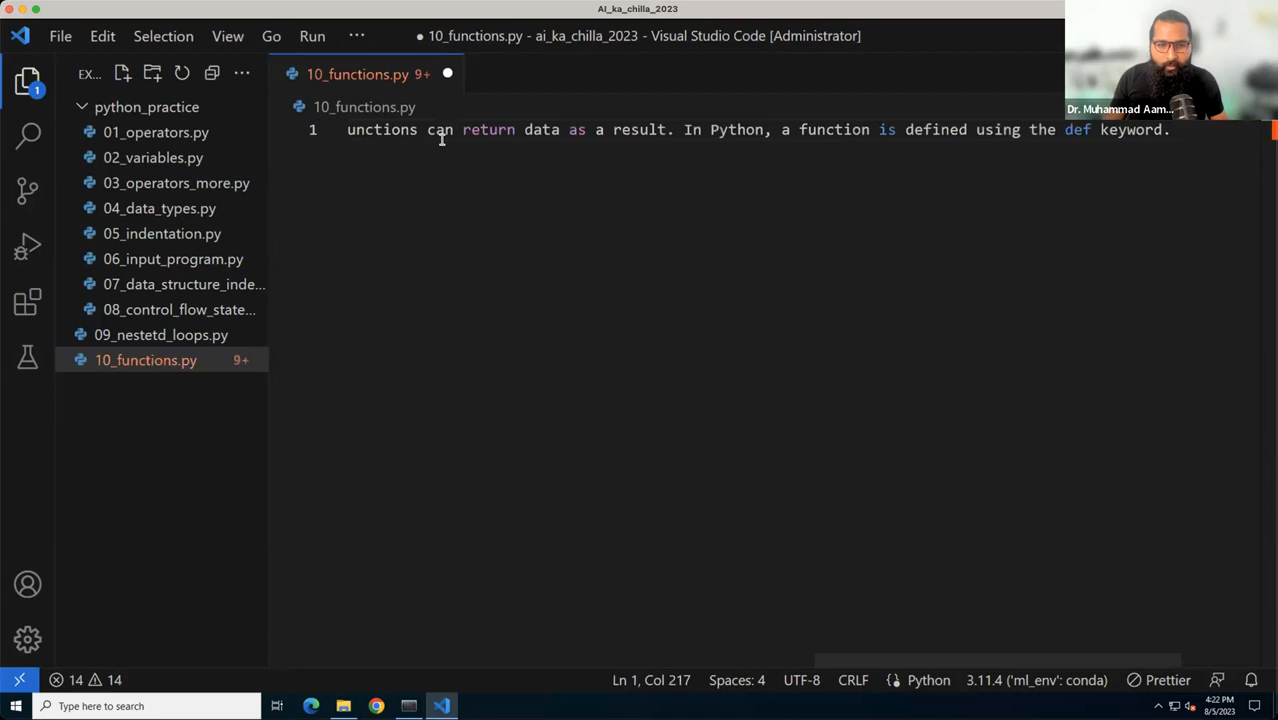 AI_ka_chilla_2023
File Edit Selection View Go Run ··· ● 10_functions.py - ai_ka_chilla_2023 - Visual Studio Code [Administrator]
Dr. Muhammad Aam...
EX... ···
10_functions.py 9+
1
python_practice
10_functions.py
01_operators.py
1 unctions can return data as a result. In Python, a function is defined using the def keyword.
02_variables.py
03_operators_more.py
04_data_types.py
05_indentation.py
06_input_program.py
07_data_structure_inde...
08_control_flow_state...
09_nestetd_loops.py
10_functions.py 9+
14 14 Ln 1, Col 217 Spaces: 4 UTF-8 CRLF Python 3.11.4 ('ml_env': conda) Prettier
Type here to search
4:22 PM
8/5/2023